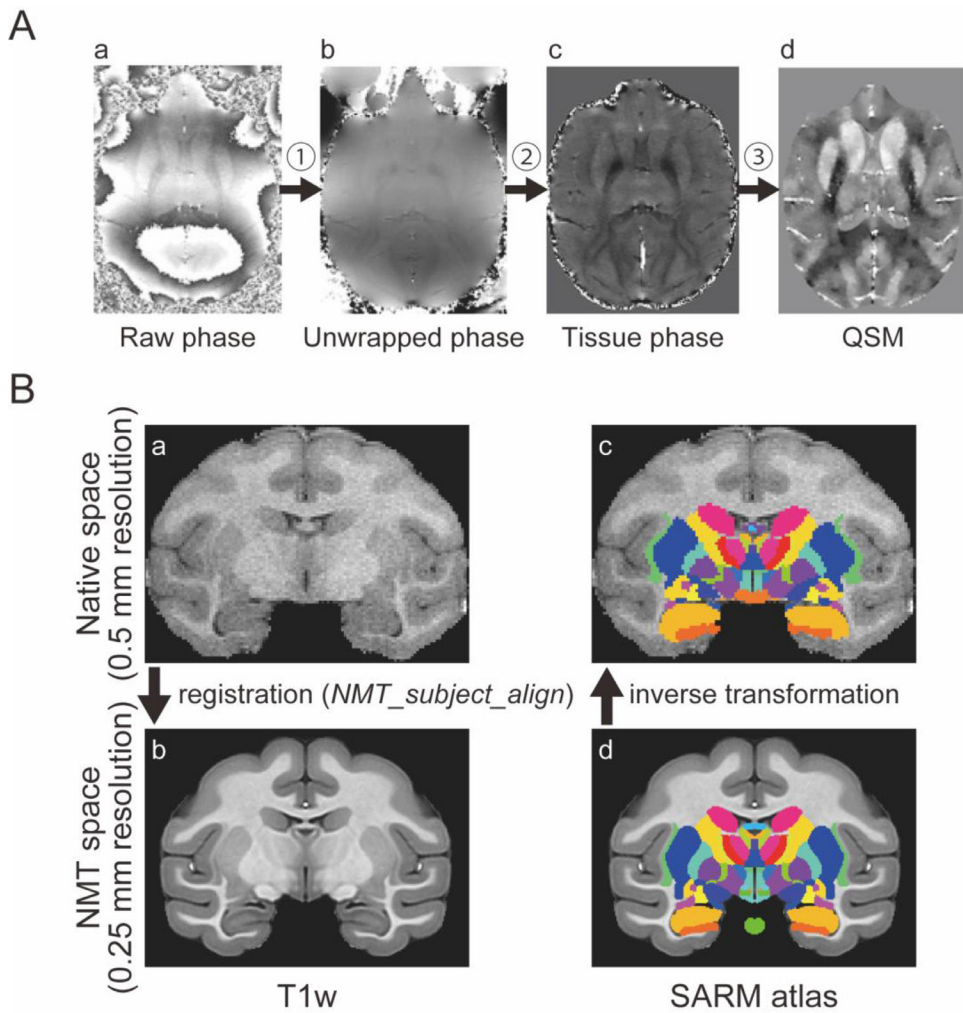 A
a
b
c
d
①
②
③
Raw phase
Unwrapped phase
Tissue phase
QSM
B
Native space
(0.5 mm resolution)
a
c
registration (NMT_subject_align)
inverse transformation
NMT space
(0.25 mm resolution)
b
d
T1w
SARM atlas